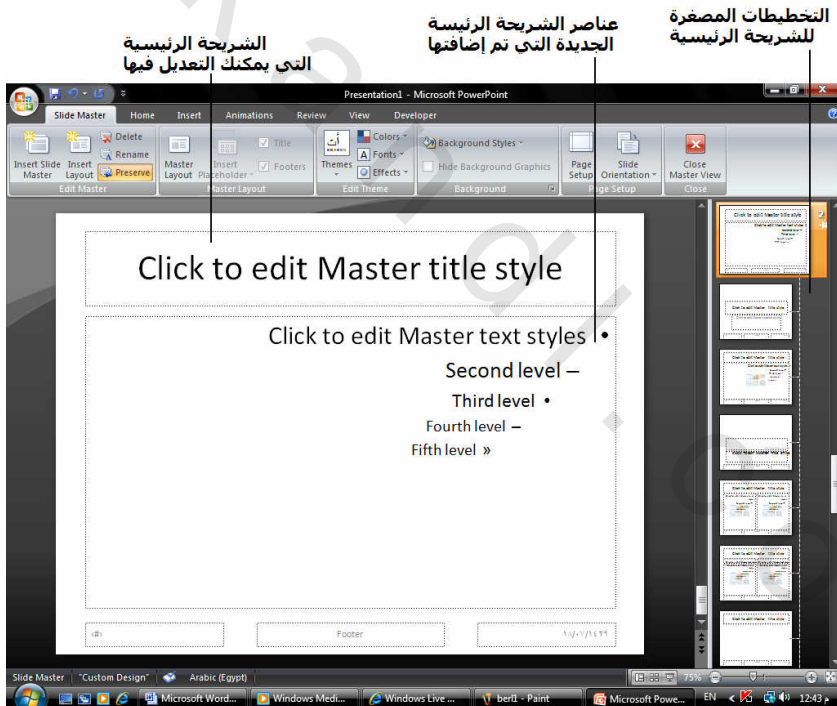 التخطيطات المصغرة
للشريحة الرئيسية
عناصر الشريحة الرئيسة
الجديدة التي تم إضافتها
الشريحة الرئيسية
التي يمكنك التعديل فيها
Presentation1 - Microsoft PowerPoint
Slide Master Home Insert Animations Review View Developer
Insert Slide Master
Insert Layout
Delete
Rename
Preserve
Edit Master
Master Layout
Insert Placeholder
Title
Footers
Master Layout
Themes
Colors
Fonts
Effects
Edit Theme
Background Styles
Hide Background Graphics
Background
Page Setup
Slide Orientation
Page Setup
Close Master View
Close
Click to edit Master title style
Click to edit Master text styles •
Second level –
Third level •
Fourth level –
Fifth level »
‹#›
Footer
١٨/٠٧/١٤٢٩
Slide Master "Custom Design" Arabic (Egypt) 75%
Microsoft Word... Windows Medi... Windows Live ... berl1 - Paint Microsoft Powe... EN 12:43 م